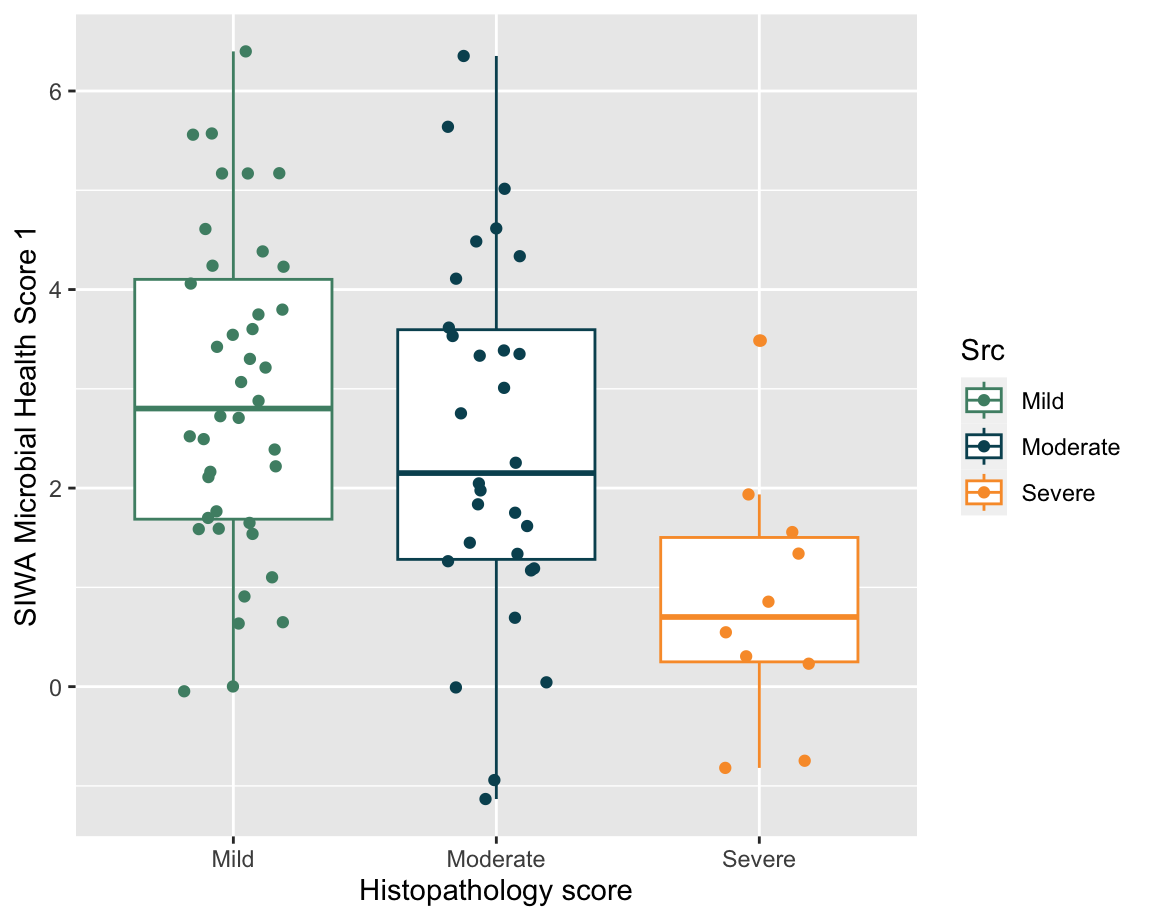 SIWA Microbial Health Score 1
6
4
2
0
Mild
Moderate
Severe
Histopathology score
Src
Mild
Moderate
Severe